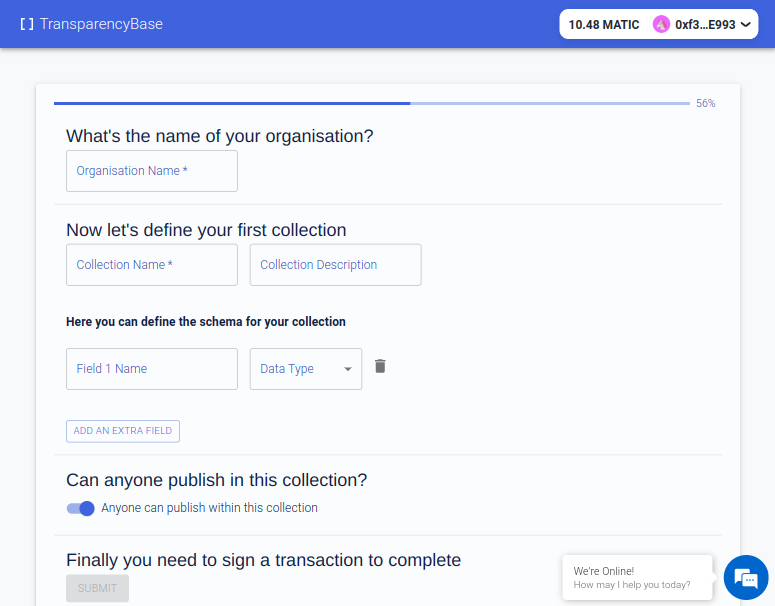 [ ] TransparencyBase
10.48 MATIC 0xf3...E993
56%
What's the name of your organisation?
Organisation Name *
Now let's define your first collection
Collection Name *
Collection Description
Here you can define the schema for your collection
Field 1 Name
Data Type
ADD AN EXTRA FIELD
Can anyone publish in this collection?
Anyone can publish within this collection
Finally you need to sign a transaction to complete
SUBMIT
We're Online!
How may I help you today?